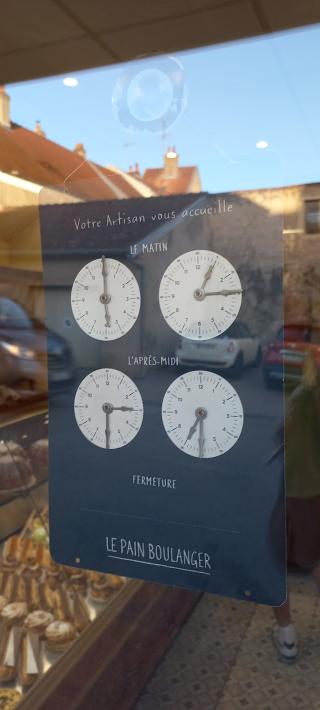 Votre Artisan vous accueille
LE MATIN
L'APRÈS-MIDI
FERMETURE
LE PAIN BOULANGER